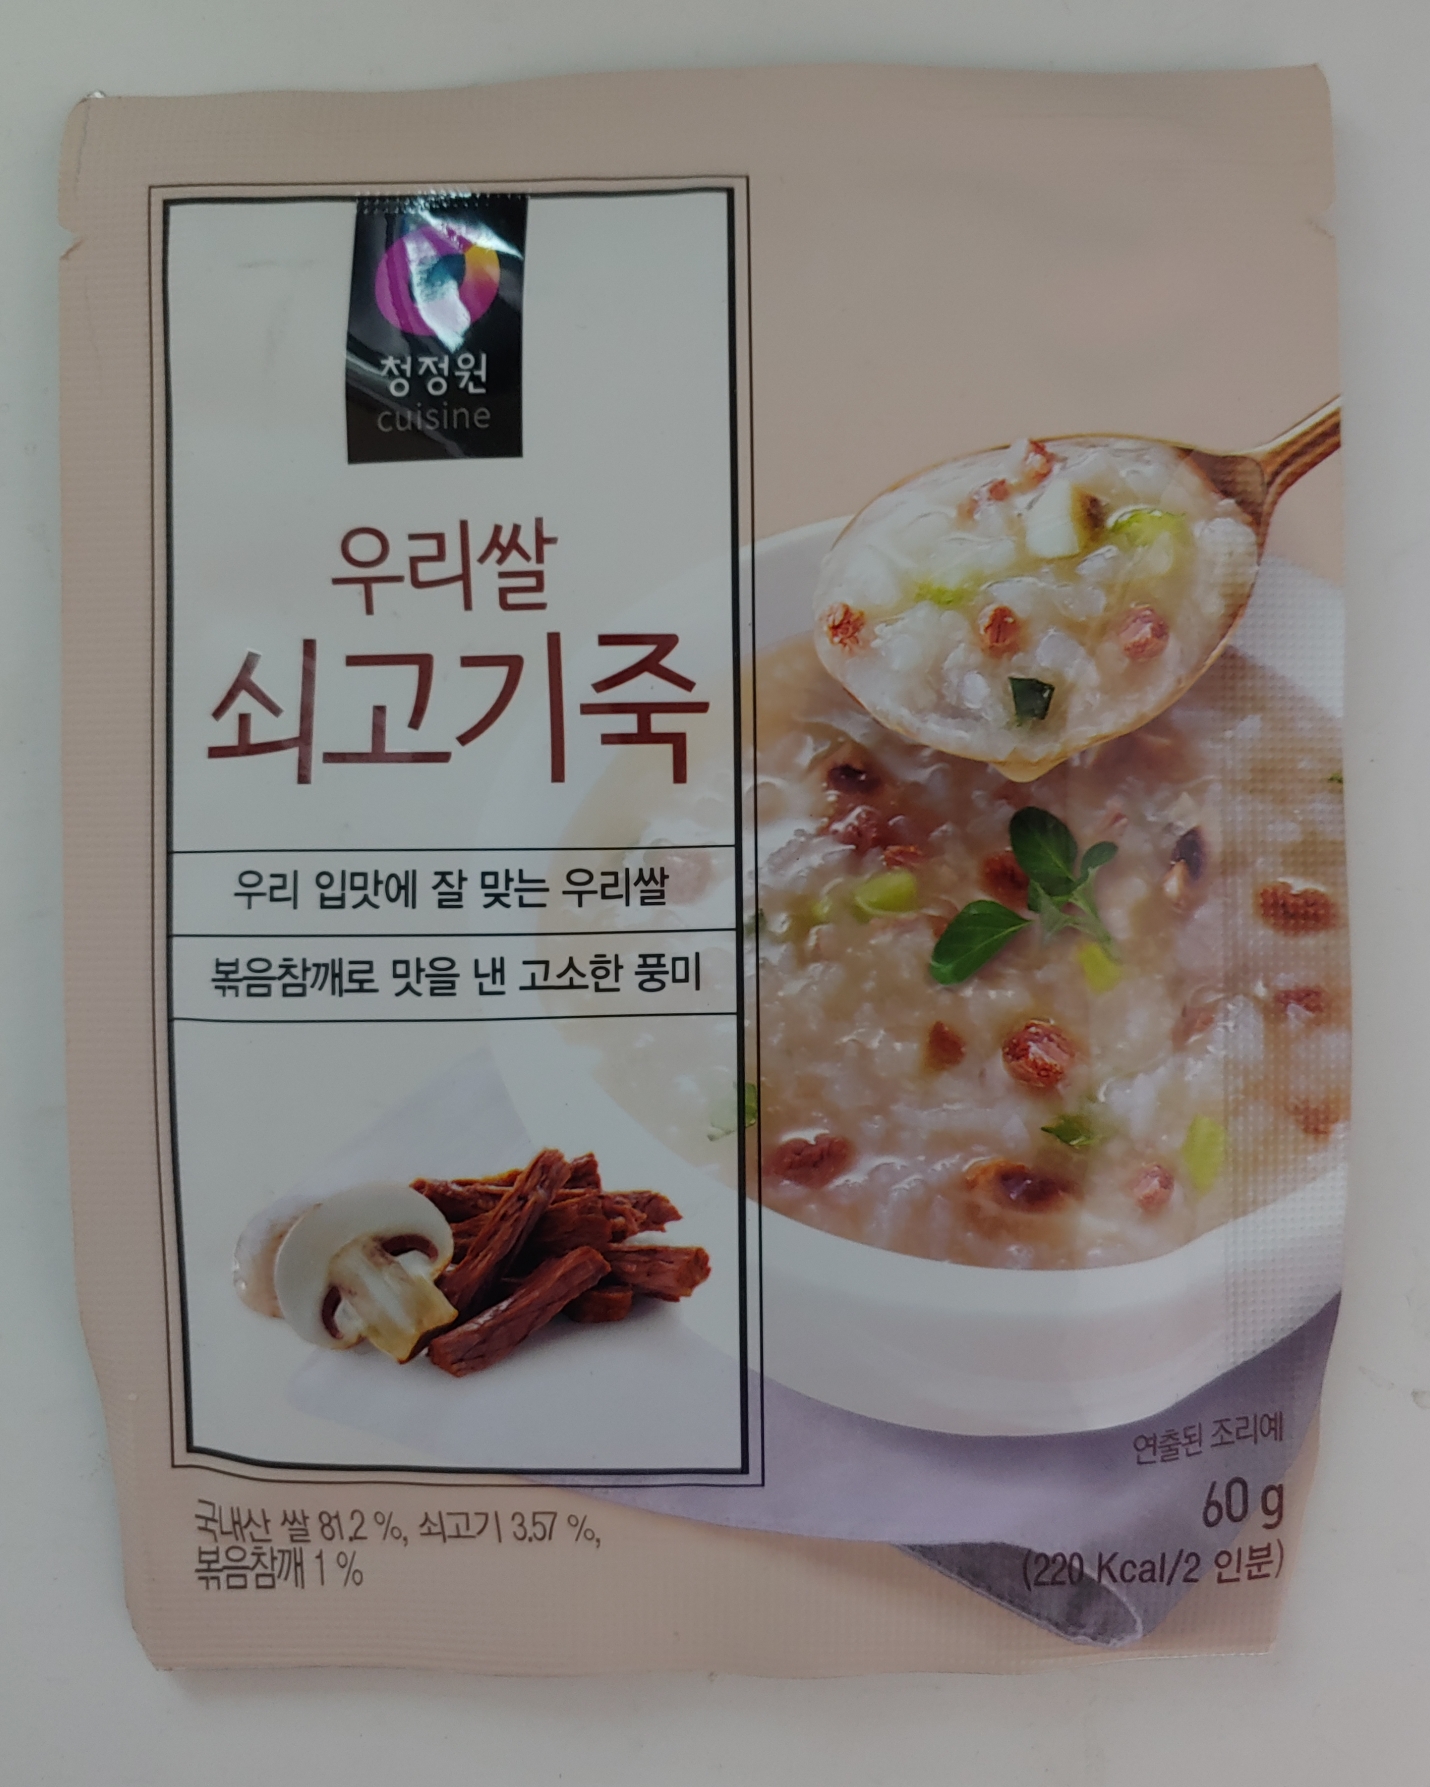 청정원
cuisine
우리쌀
쇠고기죽
우리 입맛에 잘 맞는 우리쌀
볶음참깨로 맛을 낸 고소한 풍미
연출된 조리예
60 g
(220 Kcal/2 인분)
국내산 쌀 81.2 %, 쇠고기 3.57 %,
볶음참깨 1 %